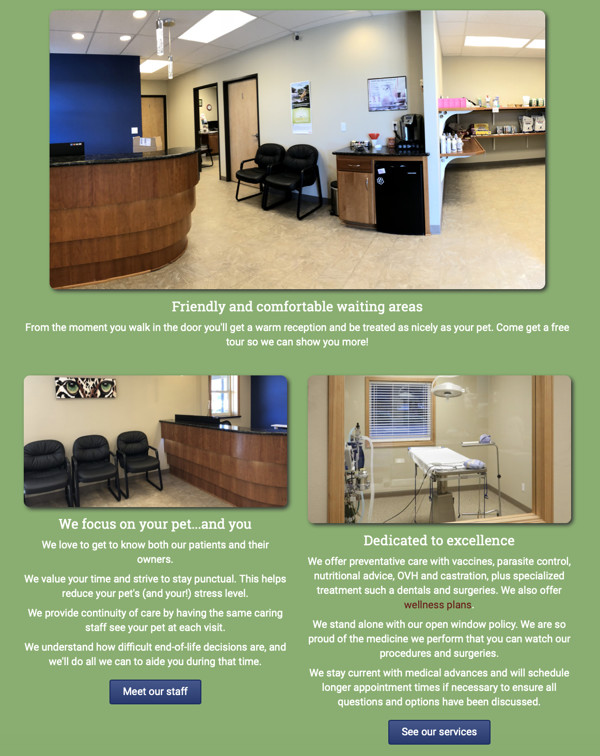 Friendly and comfortable waiting areas
From the moment you walk in the door you'll get a warm reception and be treated as nicely as your pet. Come get a free
tour so we can show you more!
We focus on your pet...and you
We love to get to know both our patients and their
owners.
We value your time and strive to stay punctual. This helps
reduce your pet's (and your!) stress level.
We provide continuity of care by having the same caring
staff see your pet at each visit.
We understand how difficult end-of-life decisions are, and
we'll do all we can to aide you during that time.
Meet our staff
Dedicated to excellence
We offer preventative care with vaccines, parasite control,
nutritional advice, OVH and castration, plus specialized
treatment such a dentals and surgeries. We also offer
wellness plans.
We stand alone with our open window policy. We are so
proud of the medicine we perform that you can watch our
procedures and surgeries.
We stay current with medical advances and will schedule
longer appointment times if necessary to ensure all
questions and options have been discussed.
See our services